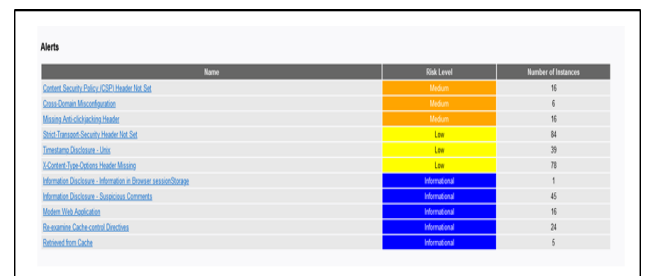 Alerts
Name Risk Level Number of Instances
Content Security Policy (CSP) Header Not Set Medium 16
Cross-Domain Misconfiguration Medium 6
Missing Anti-clickjacking Header Medium 16
Strict-Transport-Security Header Not Set Low 84
Timestamp Disclosure - Unix Low 39
X-Content-Type-Options Header Missing Low 78
Information Disclosure - Information in Browser sessionStorage Informational 1
Information Disclosure - Suspicious Comments Informational 45
Modern Web Application Informational 16
Re-examine Cache-control Directives Informational 24
Retrieved from Cache Informational 5